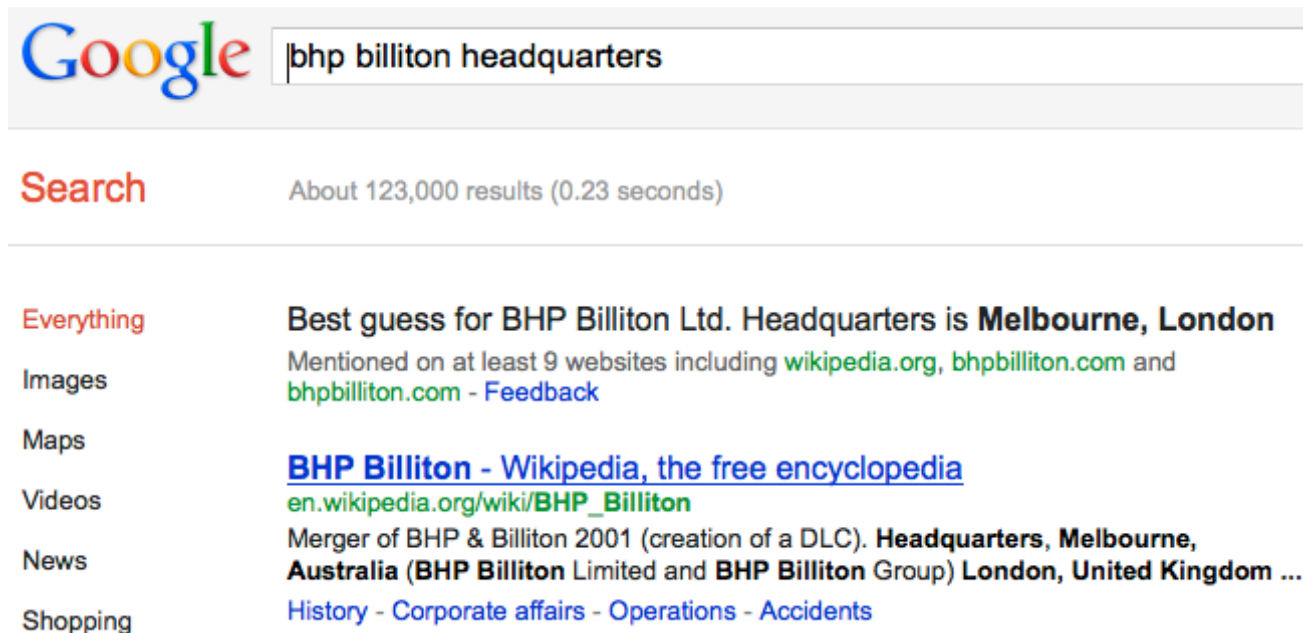 Google bhp billiton headquarters
Search About 123,000 results (0.23 seconds)
Everything
Images
Maps
Videos
News
Shopping
Best guess for BHP Billiton Ltd. Headquarters is Melbourne, London
Mentioned on at least 9 websites including wikipedia.org, bhpbilliton.com and
bhpbilliton.com - Feedback
BHP Billiton - Wikipedia, the free encyclopedia
en.wikipedia.org/wiki/BHP_Billiton
Merger of BHP & Billiton 2001 (creation of a DLC). Headquarters, Melbourne,
Australia (BHP Billiton Limited and BHP Billiton Group) London, United Kingdom ...
History - Corporate affairs - Operations - Accidents